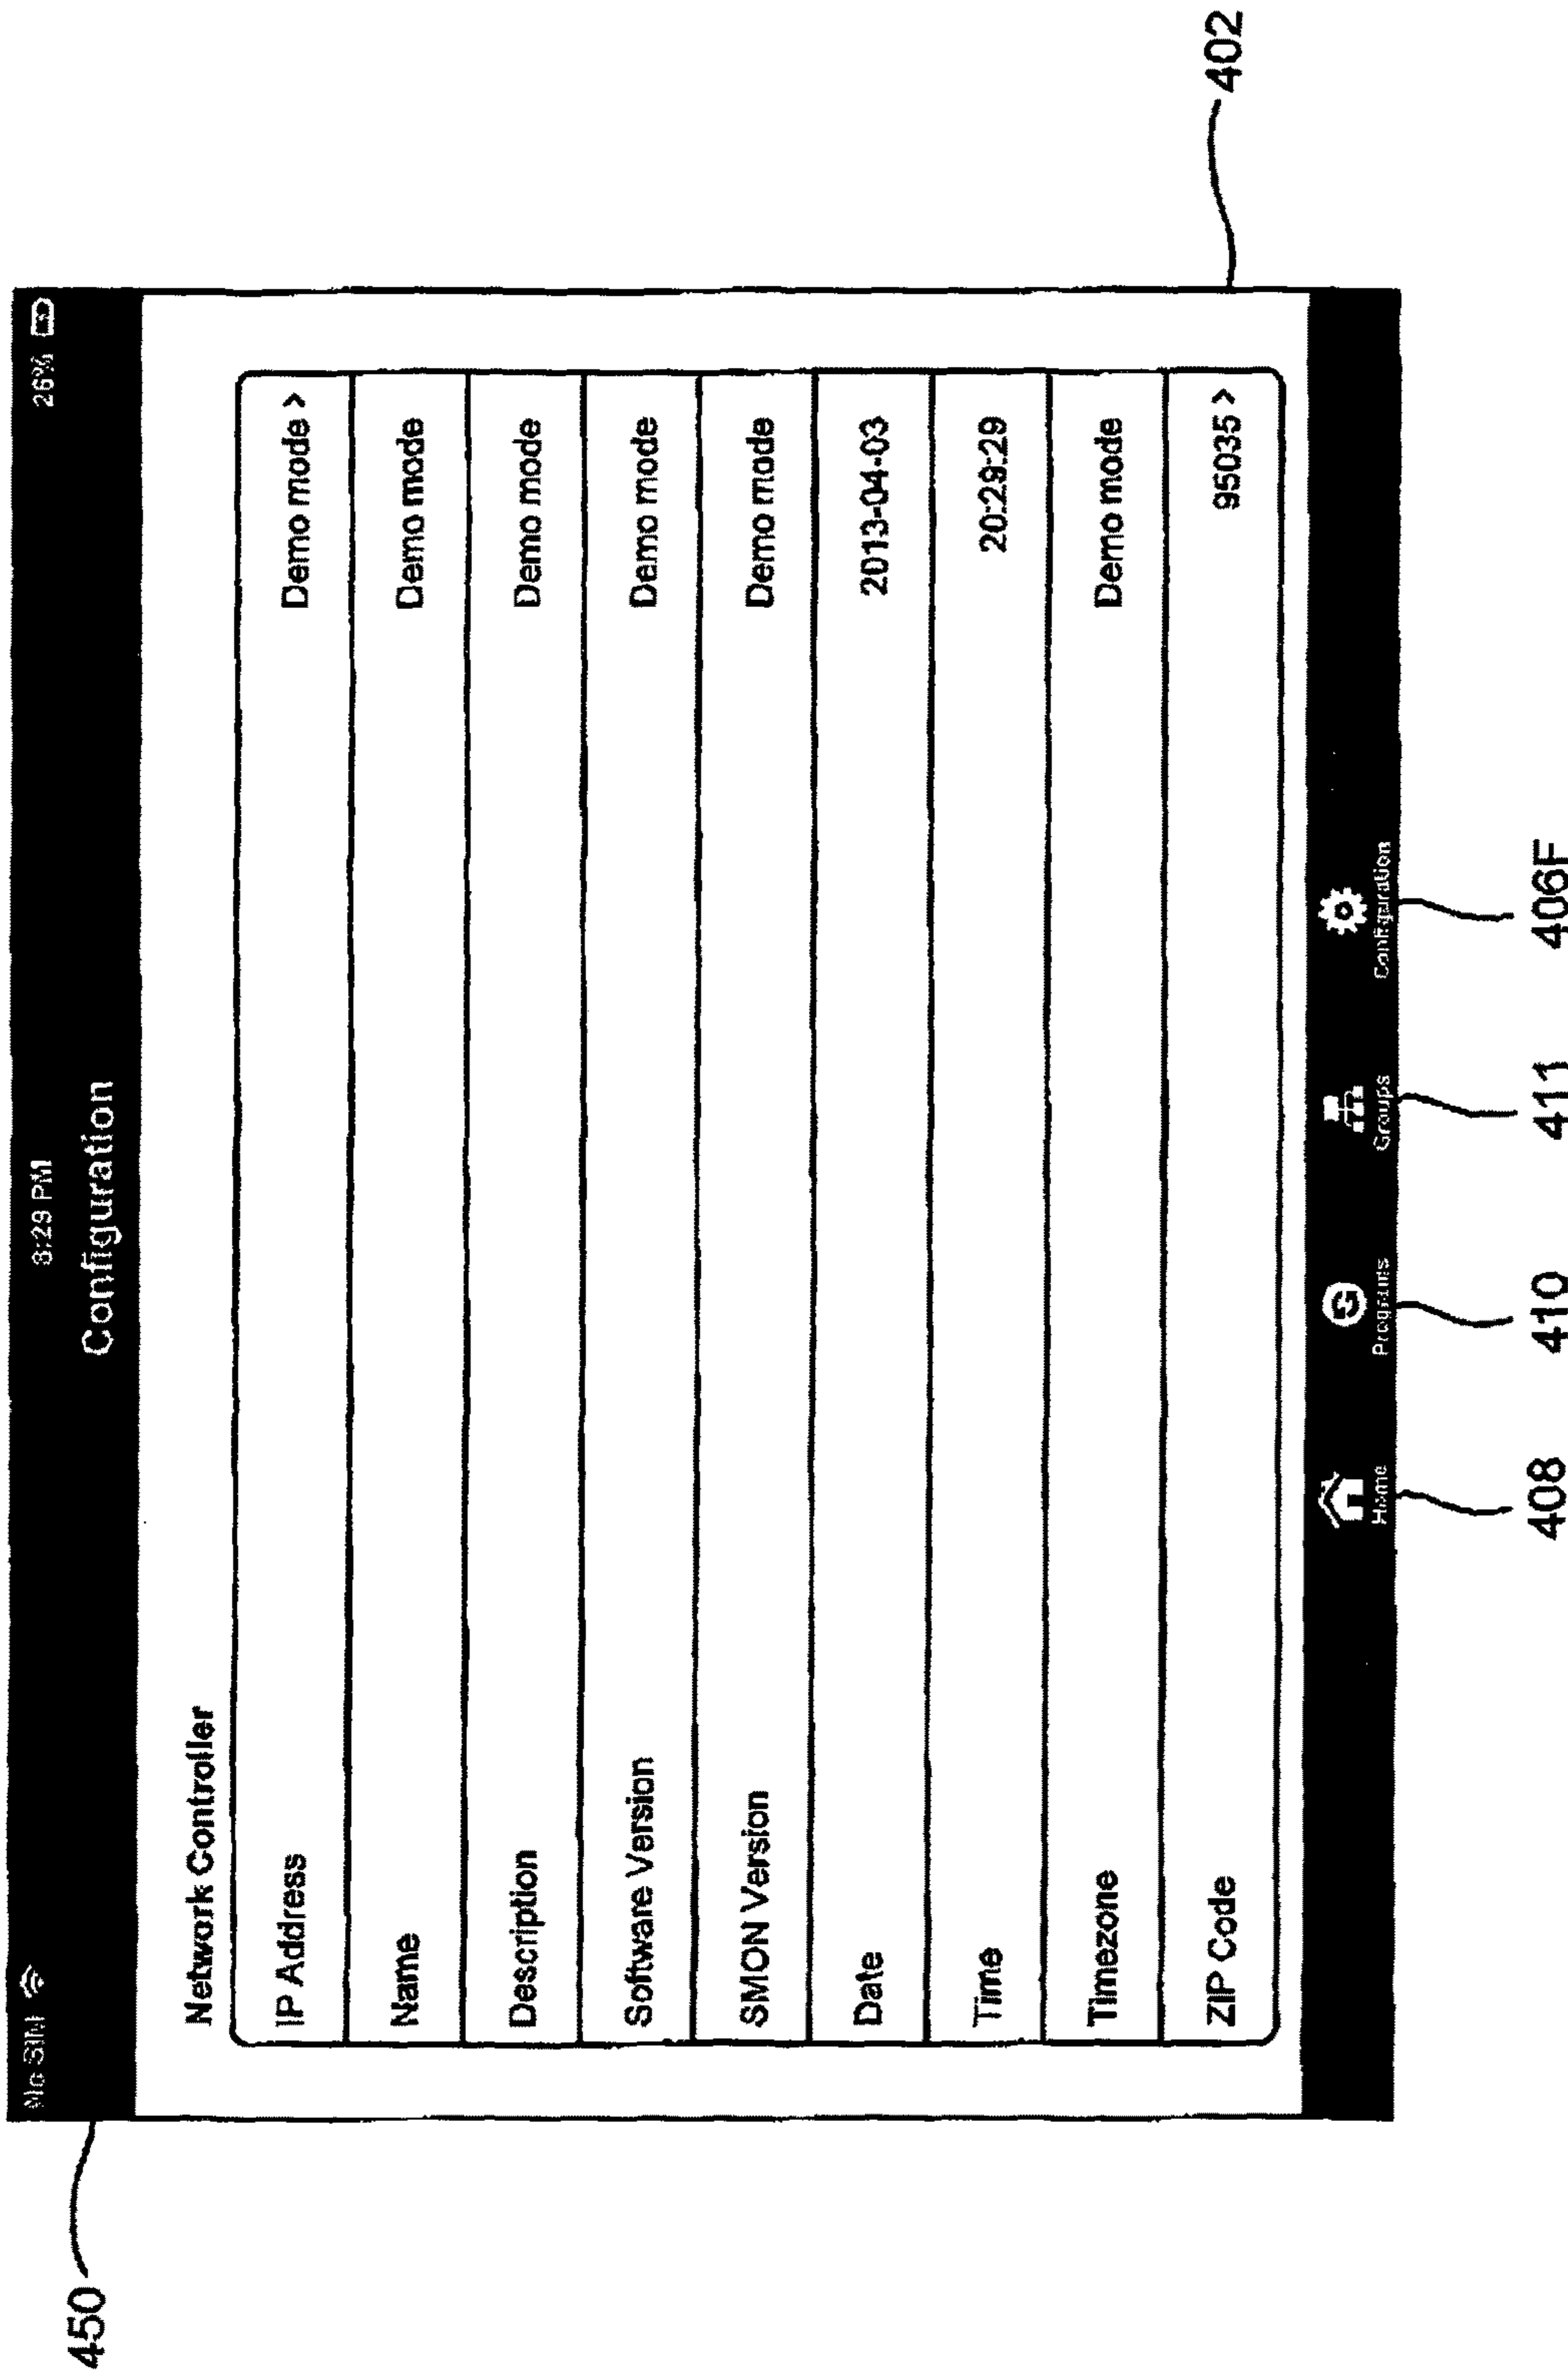 450
No SIM 8:29 PM 26%
Configuration
Network Controller
IP Address Demo mode >
Name Demo mode
Description Demo mode
Software Version Demo mode
SMON Version Demo mode
Date 2013-04-03
Time 20:29:29
Timezone Demo mode
ZIP Code 95035 >
402
Home Programs Groups Configuration
408 410 411 406F